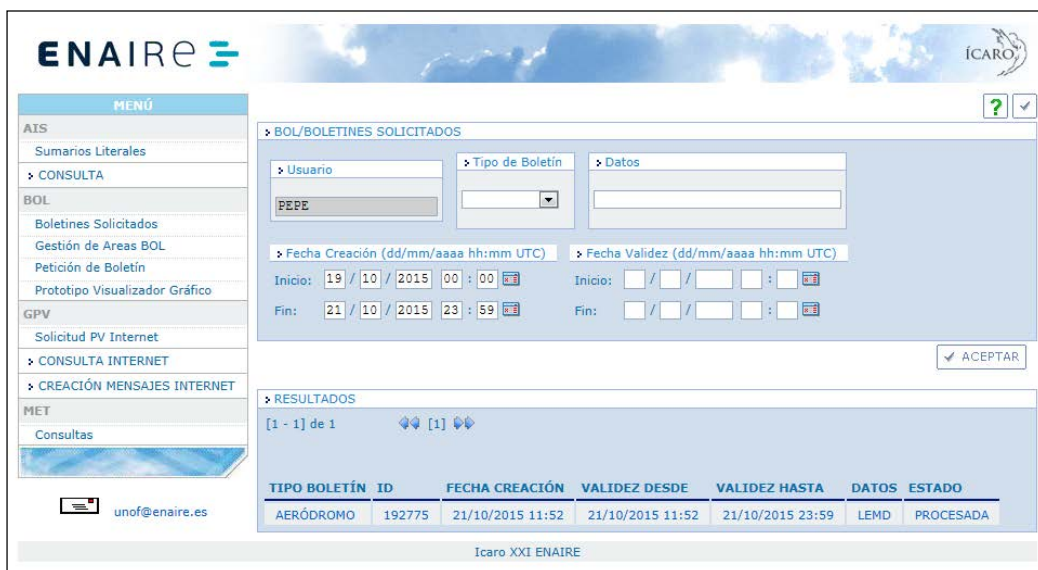 ENAIRE
ÍCARO
MENÚ
AIS
Sumarios Literales
CONSULTA
BOL
Boletines Solicitados
Gestión de Areas BOL
Petición de Boletín
Prototipo Visualizador Gráfico
GPV
Solicitud PV Internet
CONSULTA INTERNET
CREACIÓN MENSAJES INTERNET
MET
Consultas
unof@enaire.es
?
BOL/BOLETINES SOLICITADOS
Usuario
PEPE
Tipo de Boletín
Datos
Fecha Creación (dd/mm/aaaa hh:mm UTC)
Inicio: 19 / 10 / 2015 00 : 00
Fin: 21 / 10 / 2015 23 : 59
Fecha Validez (dd/mm/aaaa hh:mm UTC)
Inicio: / / :
Fin: / / :
ACEPTAR
RESULTADOS
[1 - 1] de 1 [1]
TIPO BOLETÍN ID FECHA CREACIÓN VALIDEZ DESDE VALIDEZ HASTA DATOS ESTADO
AERÓDROMO 192775 21/10/2015 11:52 21/10/2015 11:52 21/10/2015 23:59 LEMD PROCESADA
Icaro XXI ENAIRE